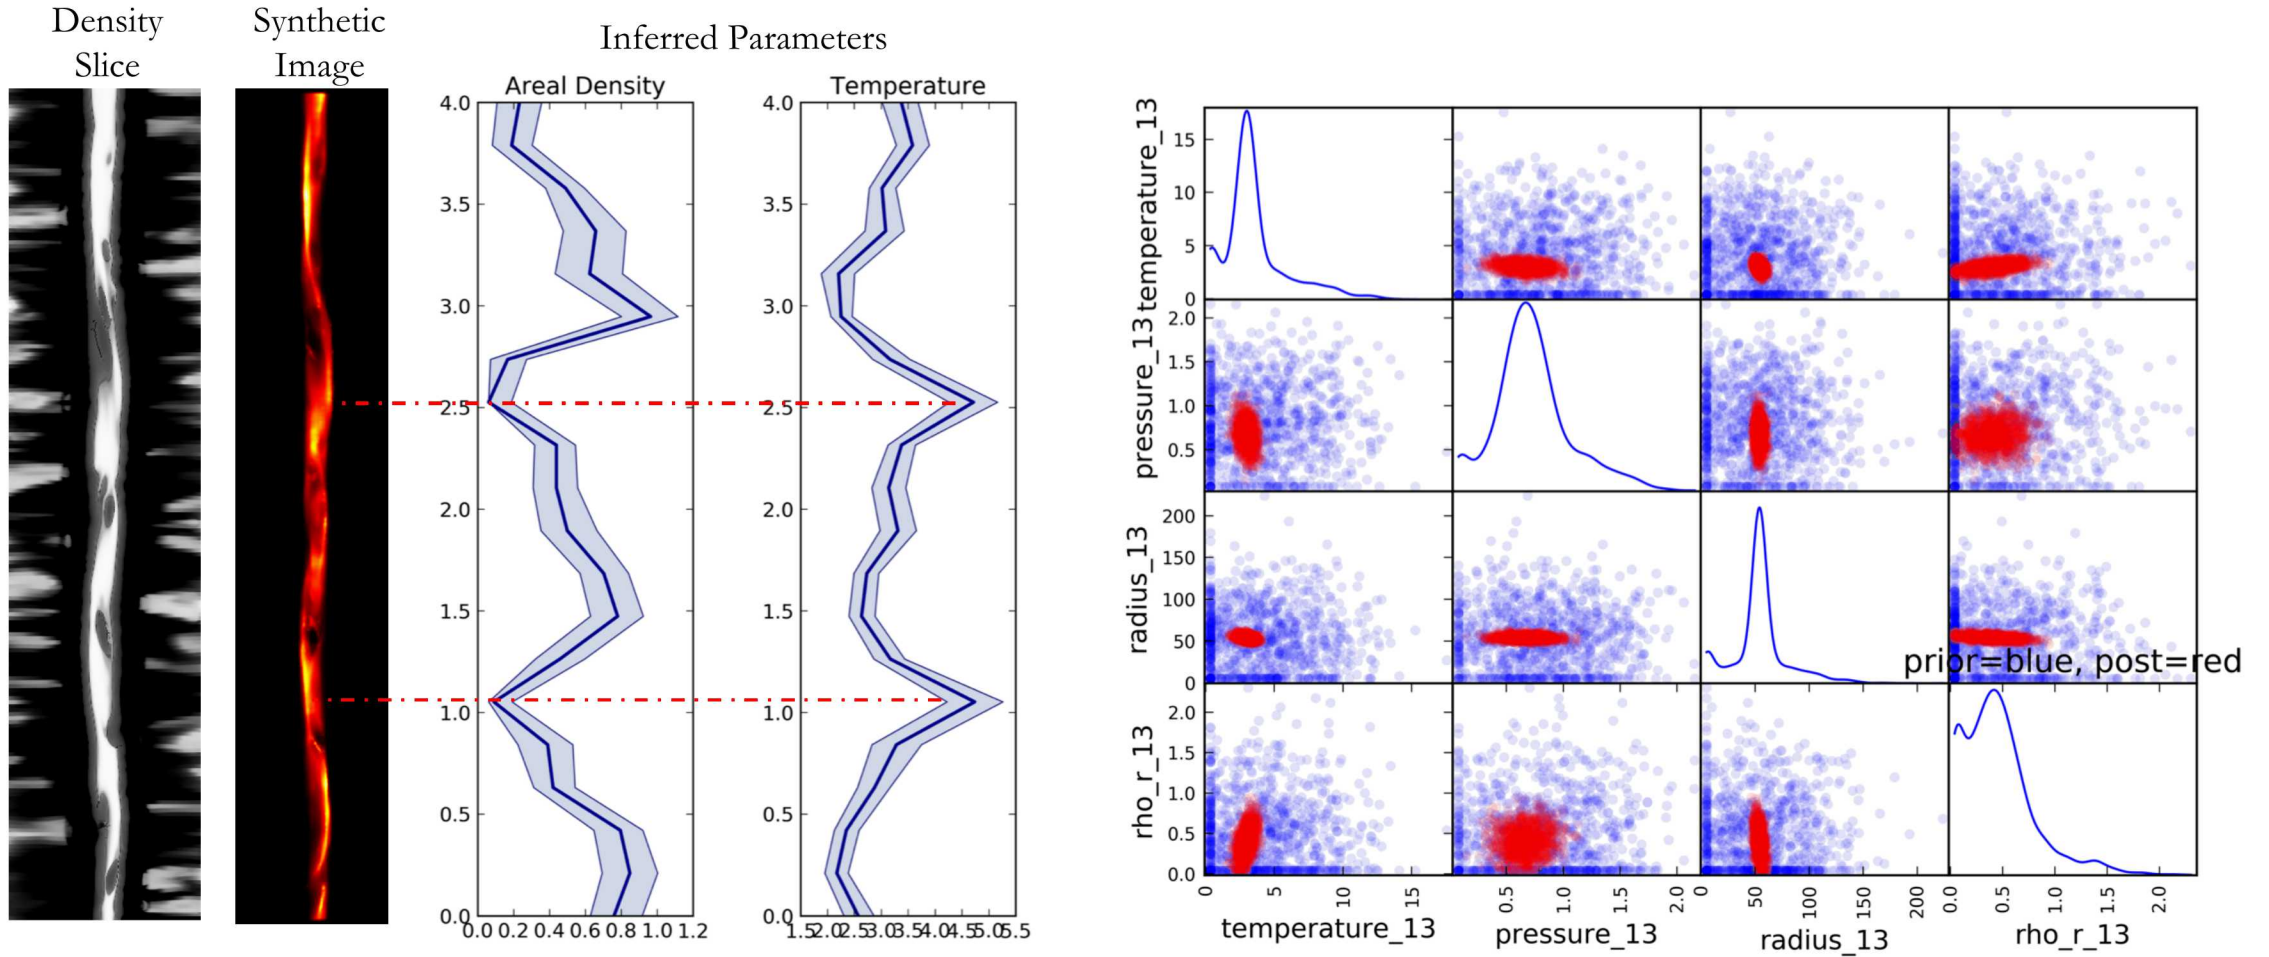 Density
Slice
Synthetic
Image
Inferred Parameters
Areal Density
4.0
3.5
3.0
2.5
2.0
1.5
1.0
0.5
0.0
0.0 0.2 0.4 0.6 0.8 1.0 1.2
Temperature
4.0
3.5
3.0
2.5
2.0
1.5
1.0
0.5
0.0
1.5 2.0 2.5 3.0 3.5 4.0 4.5 5.0 5.5
temperature_13
15
10
5
0
pressure_13
2.0
1.5
1.0
0.5
radius_13
200
150
100
50
0
prior=blue, post=red
rho_r_13
2.0
1.5
1.0
0.5
0.0
0 5 10 15
0.5 1.0 1.5 2.0
0 50 100 150 200
0.0 0.5 1.0 1.5 2.0
temperature_13
pressure_13
radius_13
rho_r_13